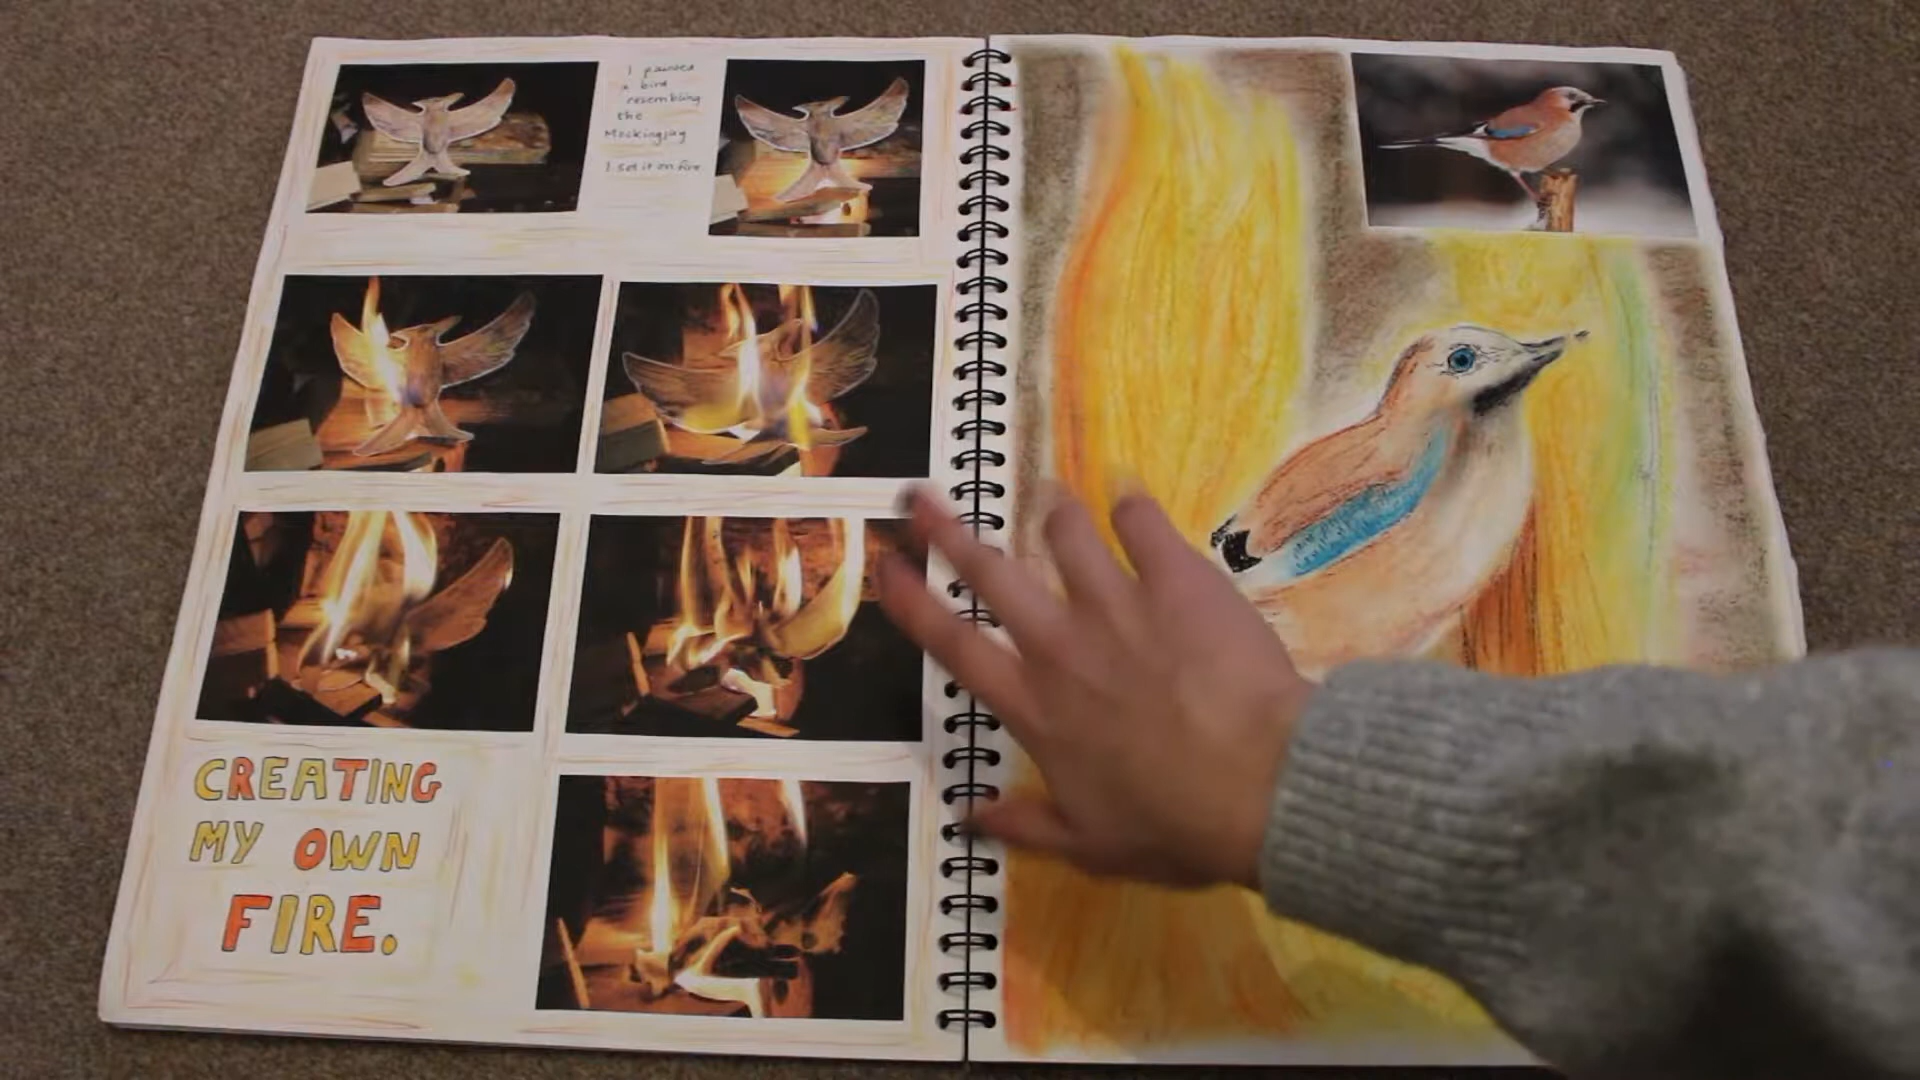 I painted
a bird
resembling
the
Mockingjay
I set it on fire
CREATING
MY OWN
FIRE.